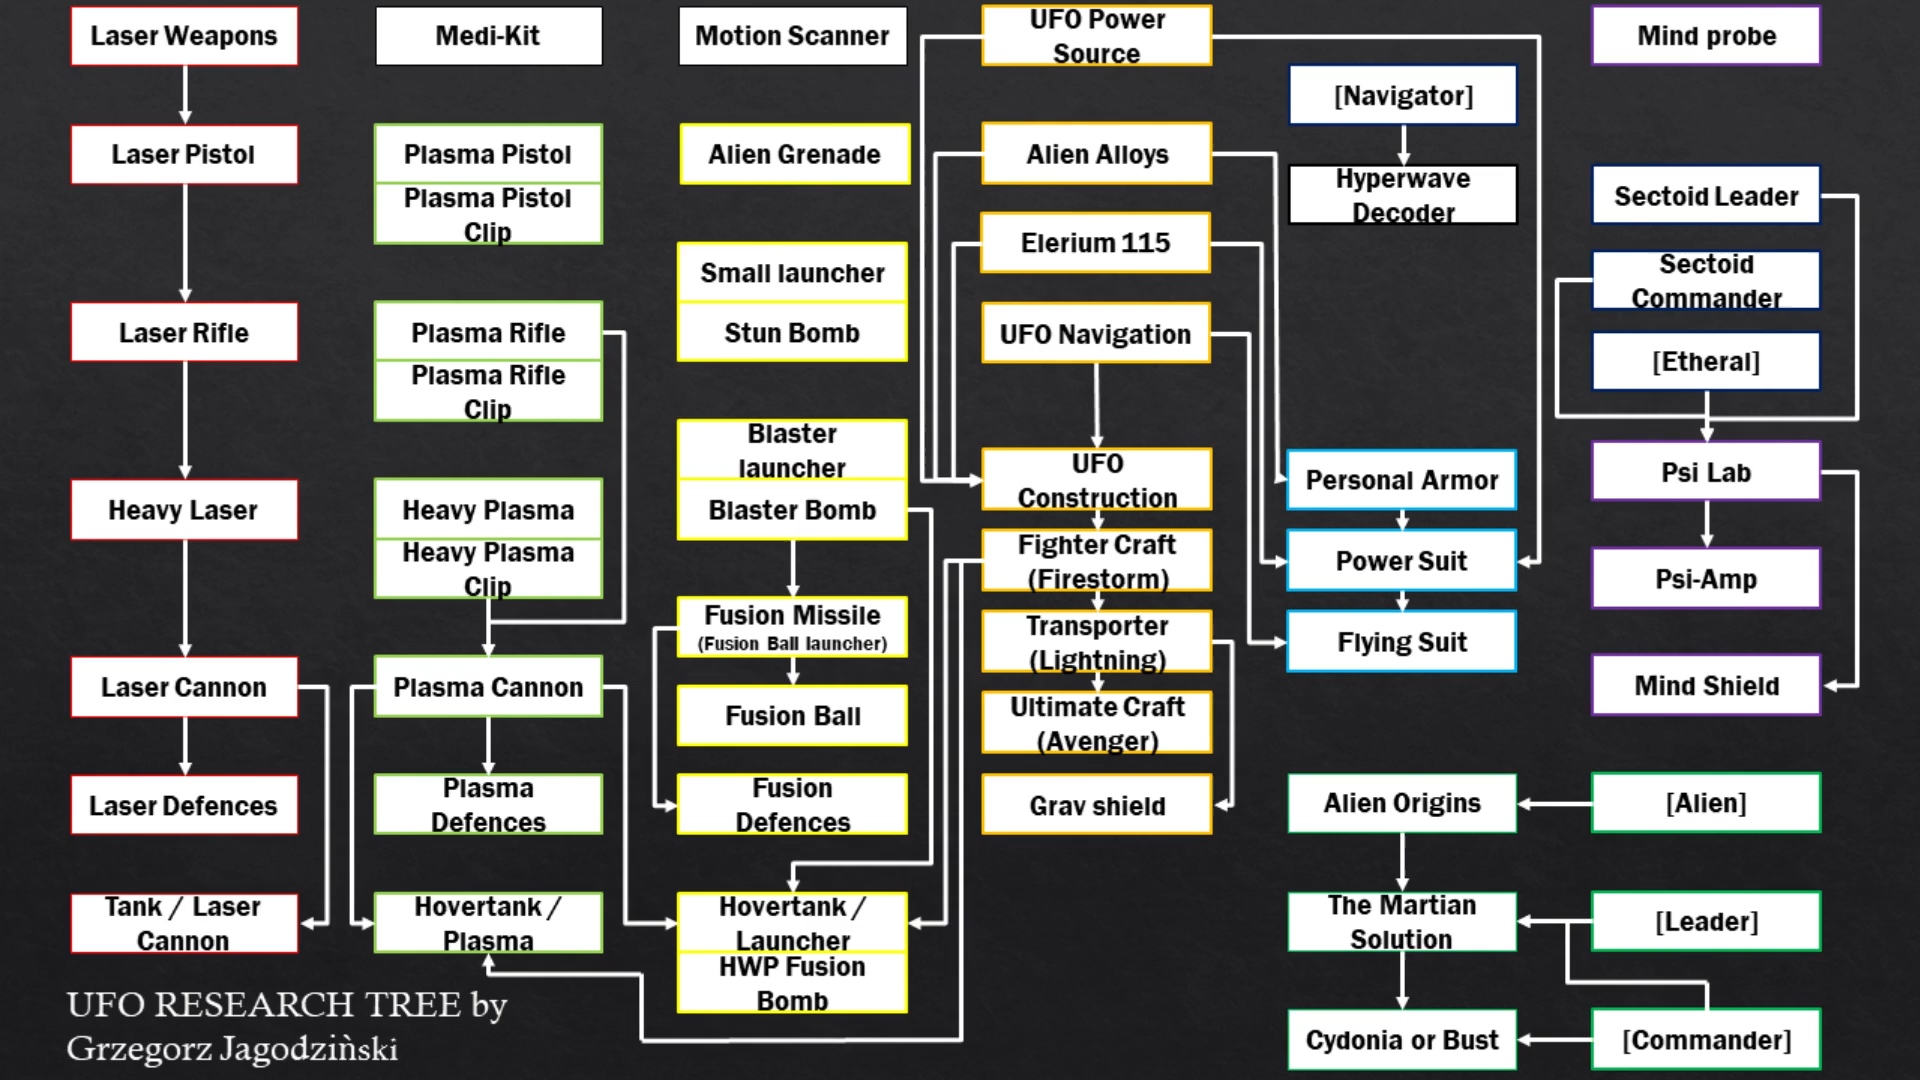 Laser Weapons
Medi-Kit
Motion Scanner
UFO Power
Source
Mind probe
[Navigator]
Laser Pistol
Plasma Pistol
Plasma Pistol
Clip
Alien Grenade
Alien Alloys
Hyperwave
Decoder
Sectoid Leader
Small launcher
Stun Bomb
Elerium 115
Sectoid
Commander
Laser Rifle
Plasma Rifle
Plasma Rifle
Clip
UFO Navigation
[Etheral]
Blaster
launcher
Blaster Bomb
UFO
Construction
Personal Armor
Psi Lab
Heavy Laser
Heavy Plasma
Heavy Plasma
Clip
Fighter Craft
(Firestorm)
Power Suit
Psi-Amp
Fusion Missile
(Fusion Ball launcher)
Transporter
(Lightning)
Flying Suit
Laser Cannon
Plasma Cannon
Fusion Ball
Ultimate Craft
(Avenger)
Mind Shield
Laser Defences
Plasma
Defences
Fusion
Defences
Grav shield
Alien Origins
[Alien]
Tank / Laser
Cannon
Hovertank /
Plasma
Hovertank /
Launcher
HWP Fusion
Bomb
The Martian
Solution
[Leader]
Cydonia or Bust
[Commander]
UFO RESEARCH TREE by
Grzegorz Jagodziǹski